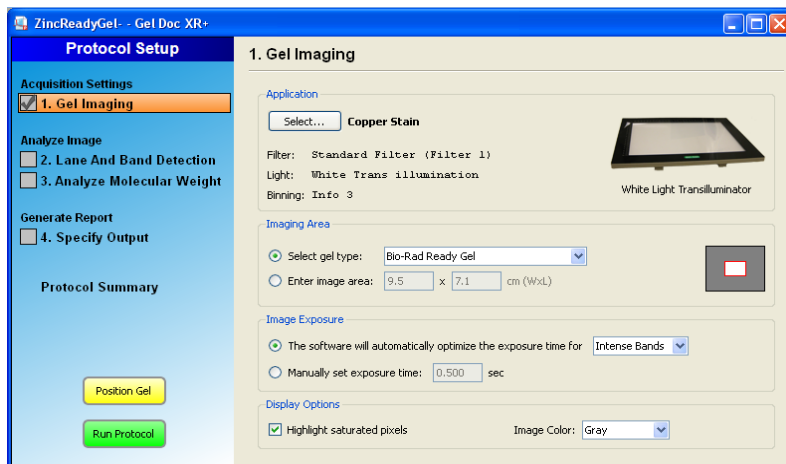 ZincReadyGel- - Gel Doc XR+
Protocol Setup
Acquisition Settings
1. Gel Imaging
Analyze Image
2. Lane And Band Detection
3. Analyze Molecular Weight
Generate Report
4. Specify Output
Protocol Summary
Position Gel
Run Protocol
1. Gel Imaging
Application
Select... Copper Stain
Filter: Standard Filter (Filter 1)
Light: White Trans illumination
Binning: Info 3
White Light Transilluminator
Imaging Area
Select gel type: Bio-Rad Ready Gel
Enter image area: 9.5 x 7.1 cm (WxL)
Image Exposure
The software will automatically optimize the exposure time for Intense Bands
Manually set exposure time: 0.500 sec
Display Options
Highlight saturated pixels Image Color: Gray